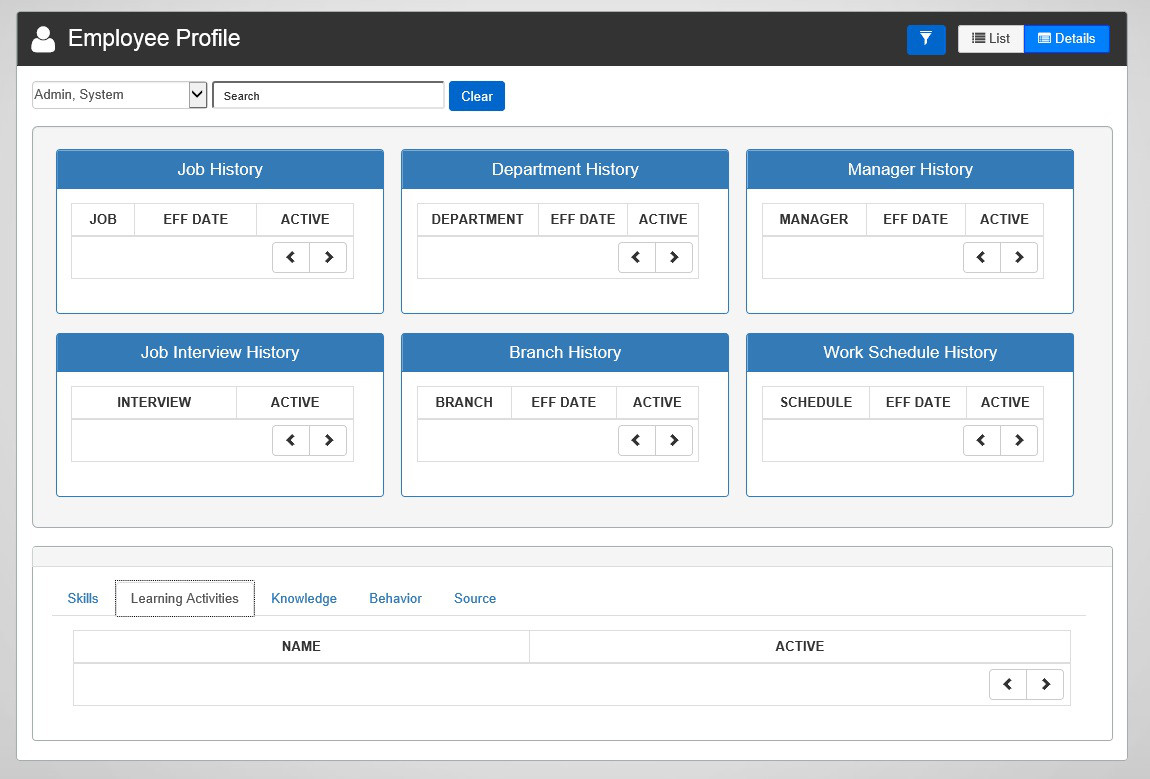 Employee Profile
List
Details
Admin, System
Search
Clear
Job History
Department History
Manager History
JOB EFF DATE ACTIVE
DEPARTMENT EFF DATE ACTIVE
MANAGER EFF DATE ACTIVE
Job Interview History
Branch History
Work Schedule History
INTERVIEW ACTIVE
BRANCH EFF DATE ACTIVE
SCHEDULE EFF DATE ACTIVE
Skills Learning Activities Knowledge Behavior Source
NAME ACTIVE